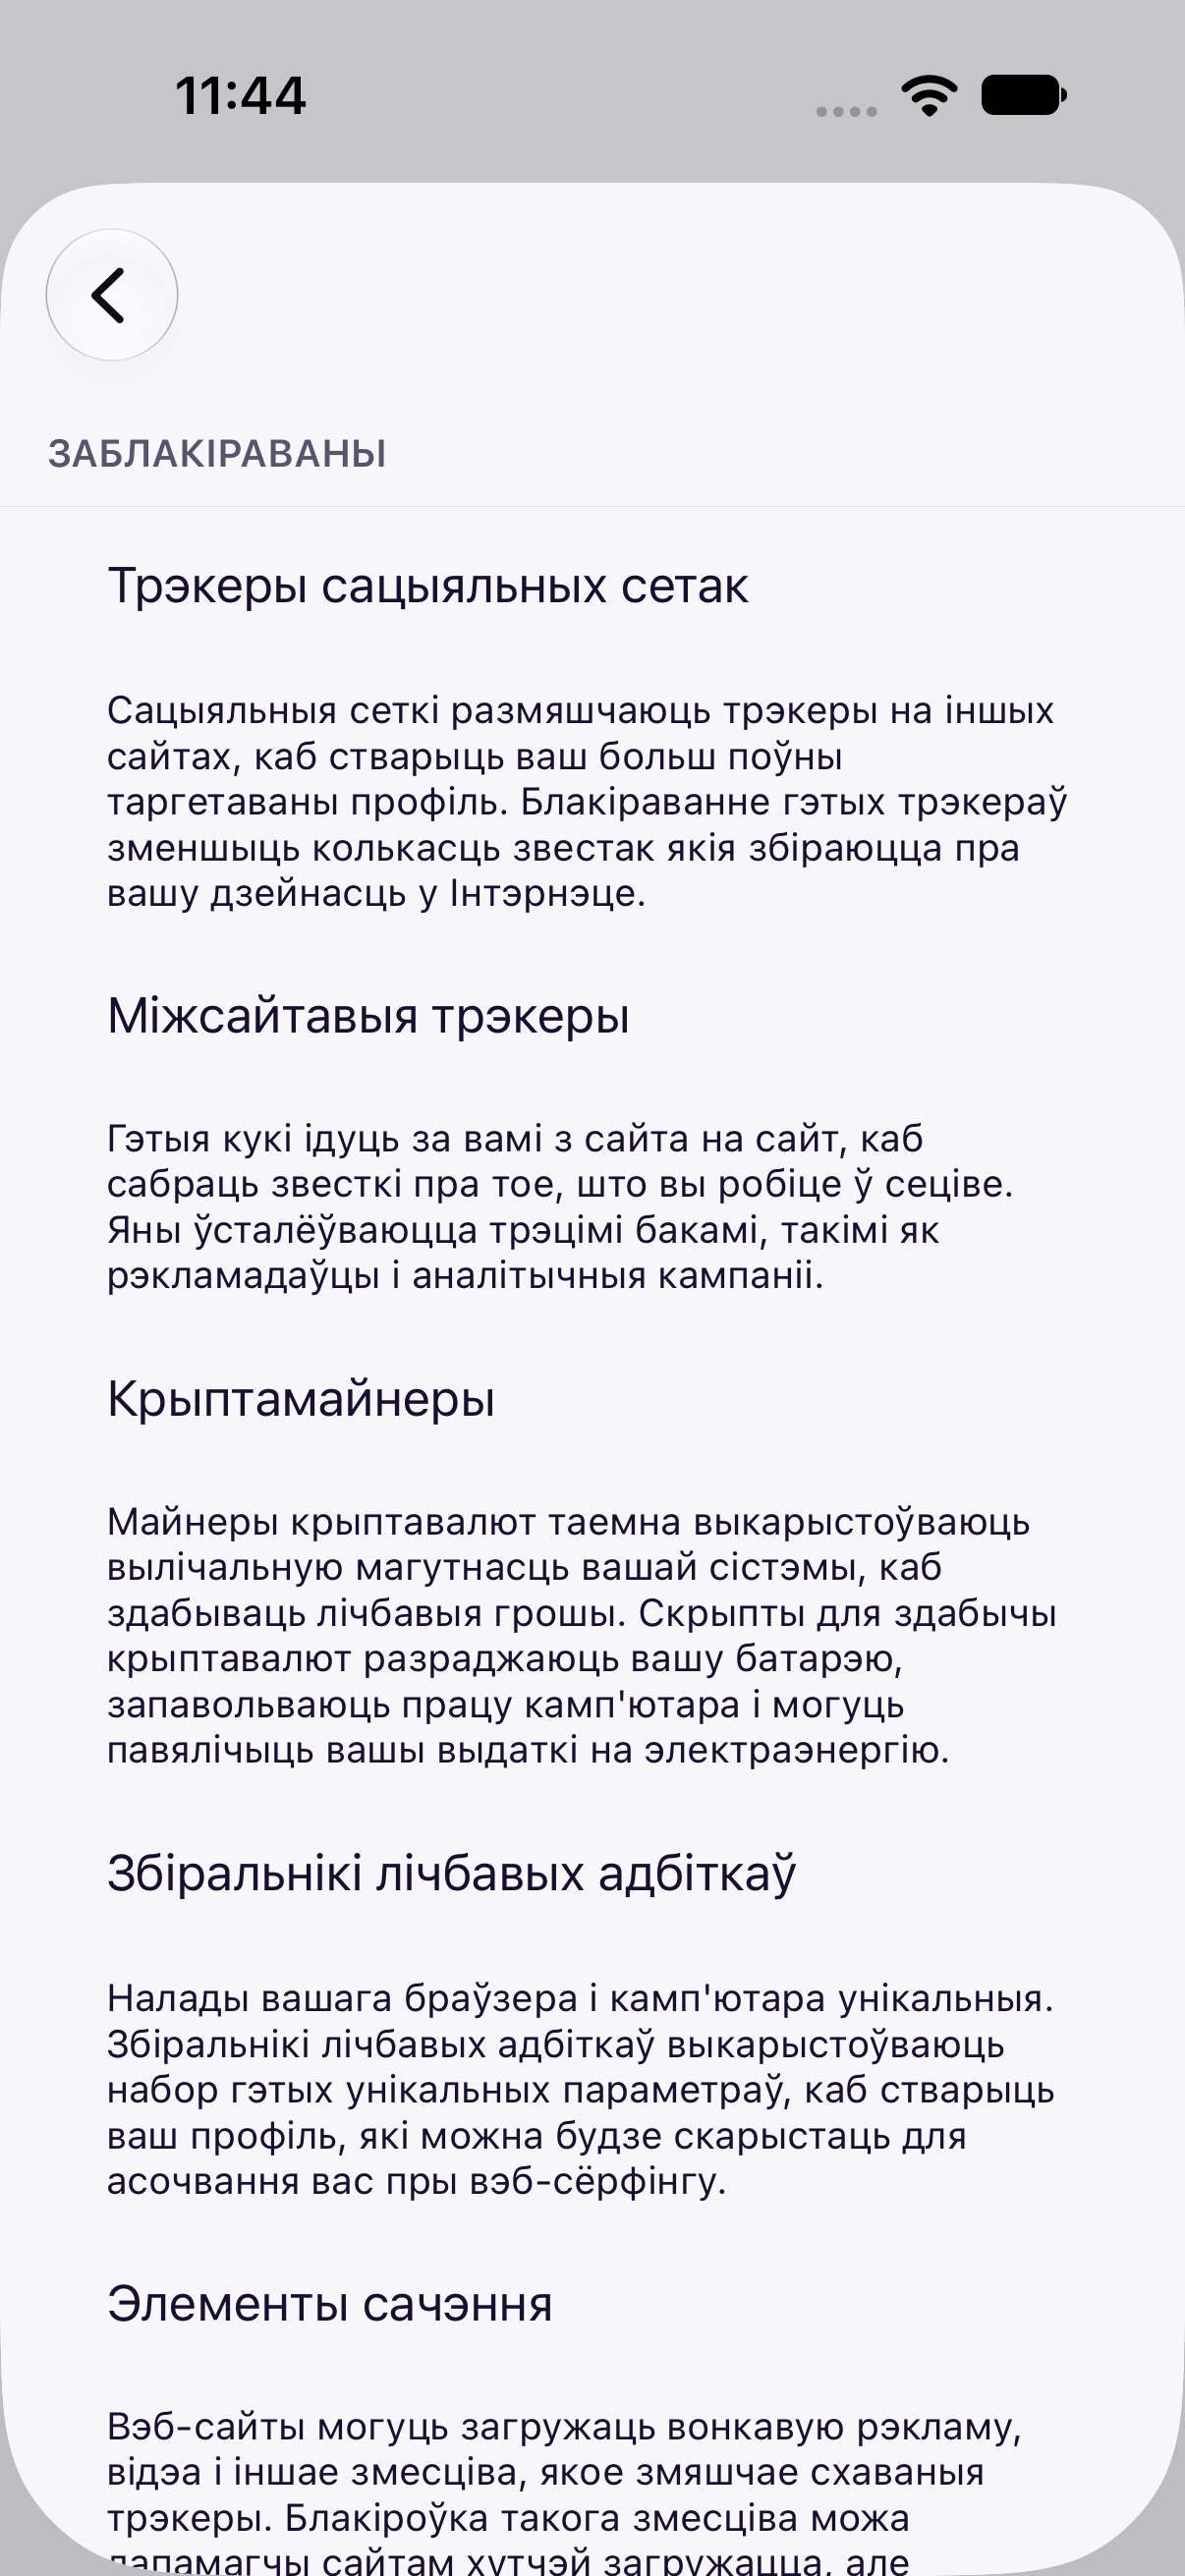 11:44
ЗАБЛАКІРАВАНЫ
Трэкеры сацыяльных сетак
Сацыяльныя сеткі размяшчаюць трэкеры на іншых
сайтах, каб стварыць ваш больш поўны
таргетаваны профіль. Блакіраванне гэтых трэкераў
зменшыць колькасць звестак якія збіраюцца пра
вашу дзейнасць у Інтэрнэце.
Міжсайтавыя трэкеры
Гэтыя кукі ідуць за вамі з сайта на сайт, каб
сабраць звесткі пра тое, што вы робіце ў сеціве.
Яны ўсталёўваюцца трэцімі бакамі, такімі як
рэкламадаўцы і аналітычныя кампаніі.
Крыптамайнеры
Майнеры крыптавалют таемна выкарыстоўваюць
вылічальную магутнасць вашай сістэмы, каб
здабываць лічбавыя грошы. Скрыпты для здабычы
крыптавалют разраджаюць вашу батарэю,
запавольваюць працу камп'ютара і могуць
павялічыць вашы выдаткі на электраэнергію.
Збіральнікі лічбавых адбіткаў
Налады вашага браўзера і камп'ютара унікальныя.
Збіральнікі лічбавых адбіткаў выкарыстоўваюць
набор гэтых унікальных параметраў, каб стварыць
ваш профіль, які можна будзе скарыстаць для
асочвання вас пры вэб-сёрфінгу.
Элементы сачэння
Вэб-сайты могуць загружаць вонкавую рэкламу,
відэа і іншае змесціва, якое змяшчае схаваныя
трэкеры. Блакіроўка такога змесціва можа
дапамагчы сайтам хутчэй загружацца, але